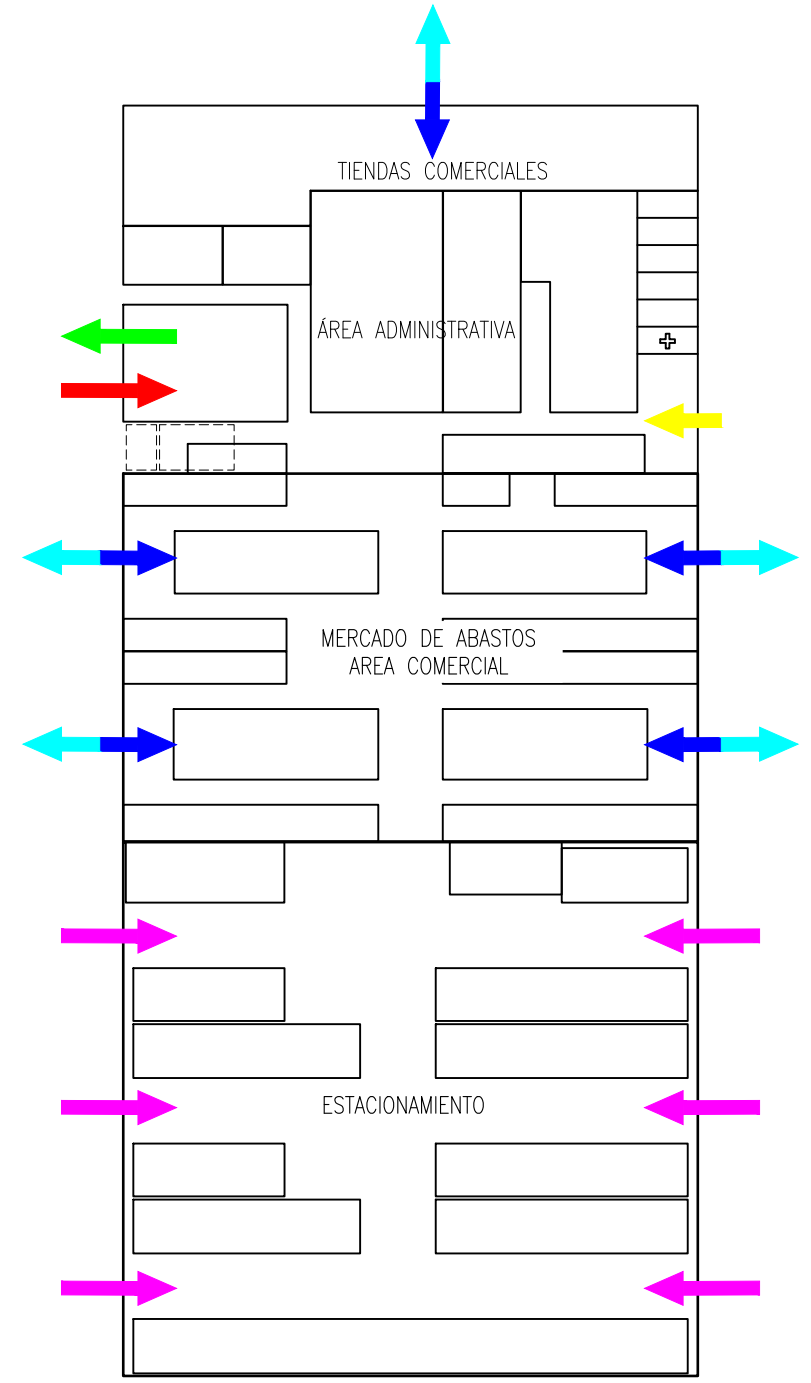 TIENDAS COMERCIALES
ÁREA ADMINISTRATIVA
MERCADO DE ABASTOS
AREA COMERCIAL
ESTACIONAMIENTO